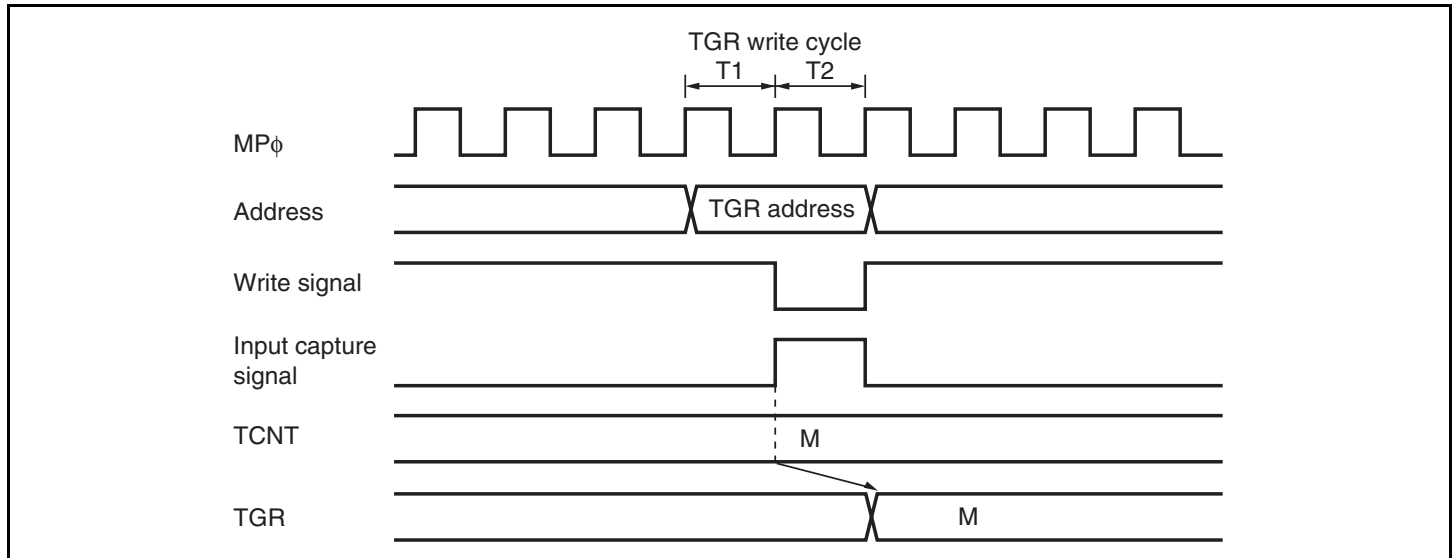 TGR write cycle
T1 T2
MPϕ
Address
TGR address
Write signal
Input capture
signal
TCNT
M
TGR
M